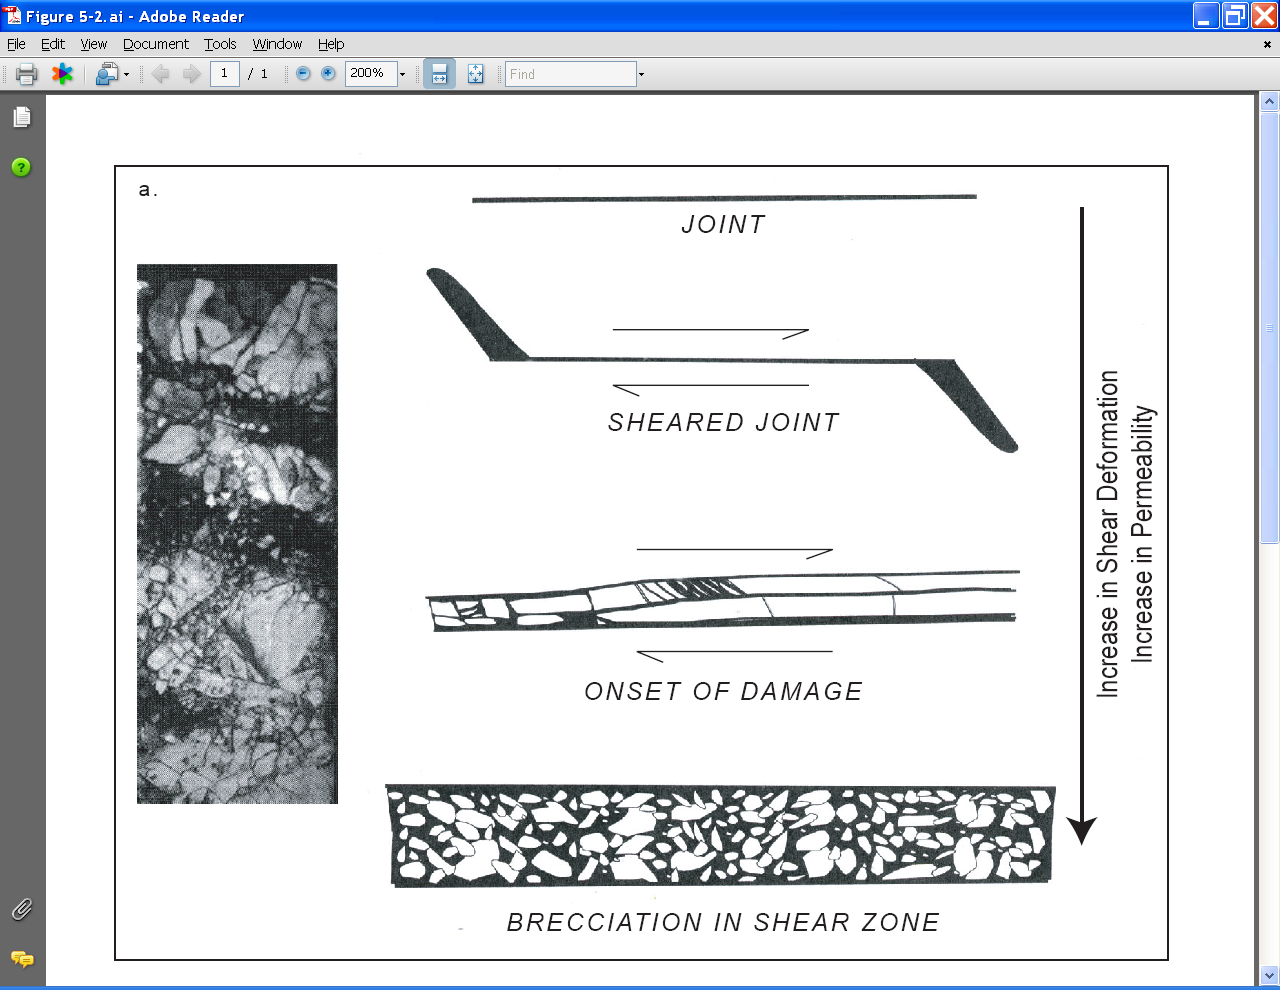 Figure 5-2.ai - Adobe Reader
File Edit View Document Tools Window Help
1 / 1 200% Find
a.
JOINT
SHEARED JOINT
ONSET OF DAMAGE
BRECCIATION IN SHEAR ZONE
Increase in Shear Deformation
Increase in Permeability